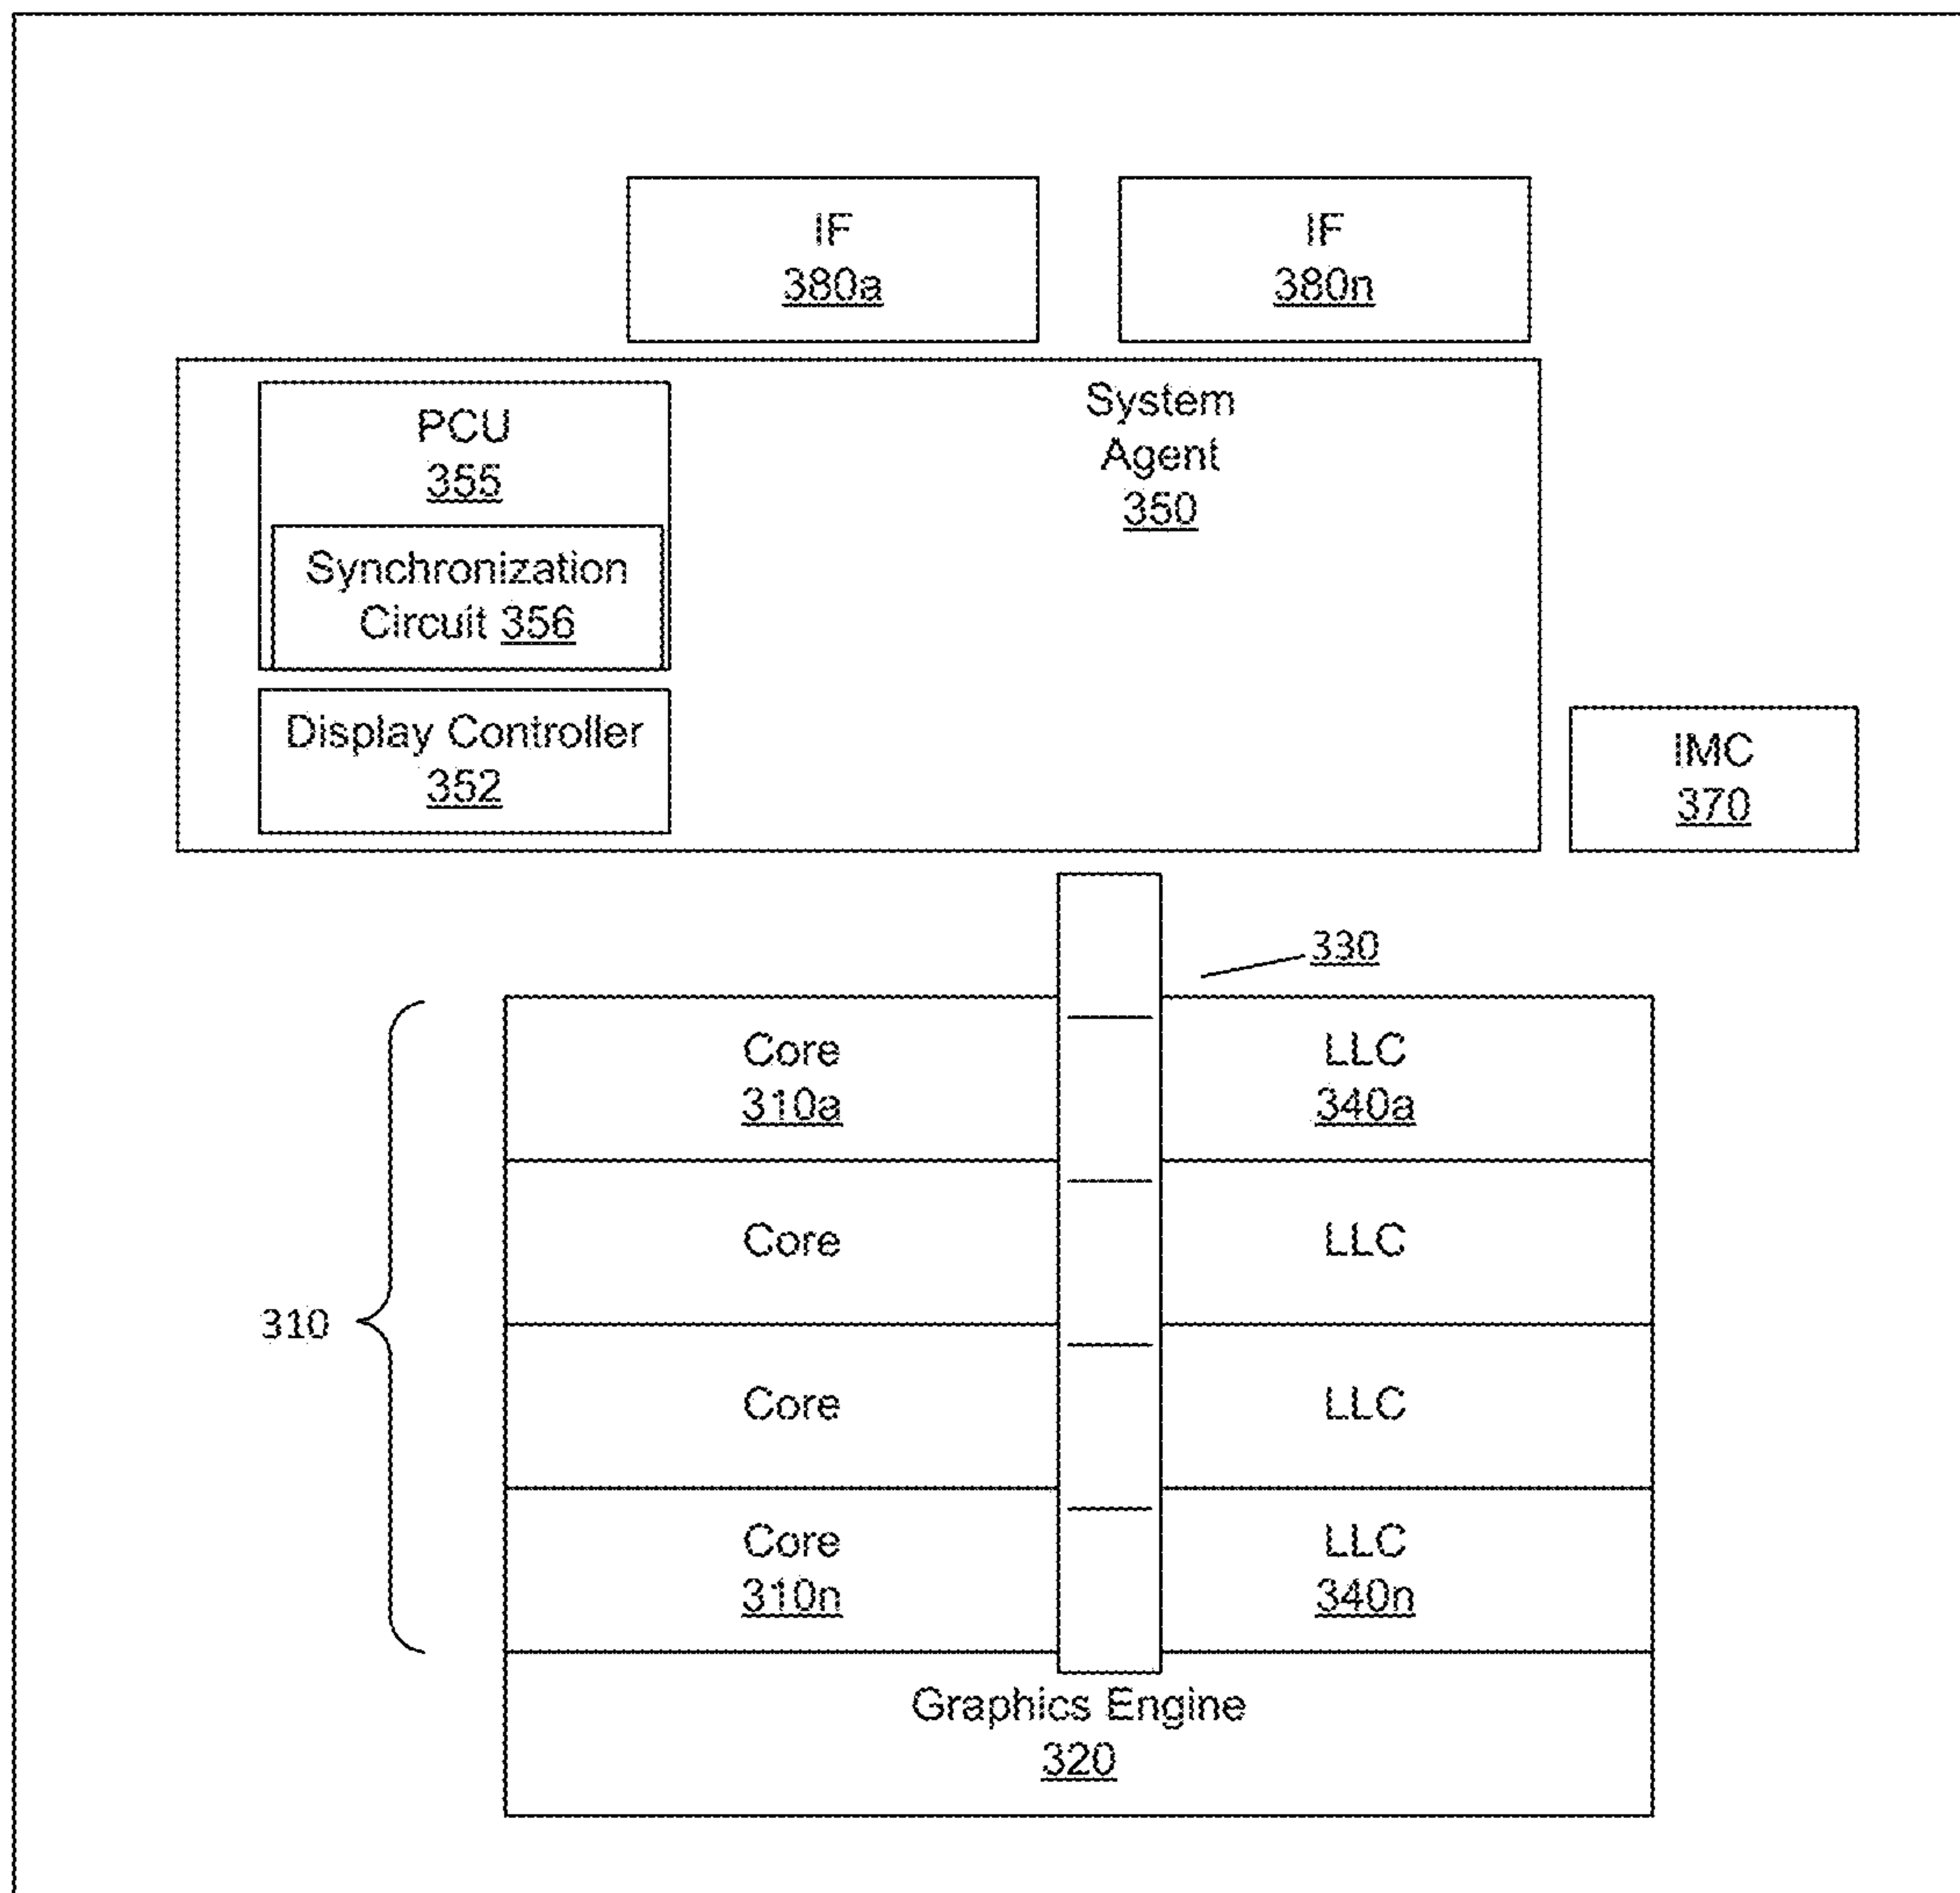 IF
380a
IF
380n
System
Agent
350
PCU
355
Synchronization
Circuit 356
Display Controller
352
IMC
370
330
Core
310a
LLC
340a
Core
LLC
310
Core
LLC
Core
310n
LLC
340n
Graphics Engine
320